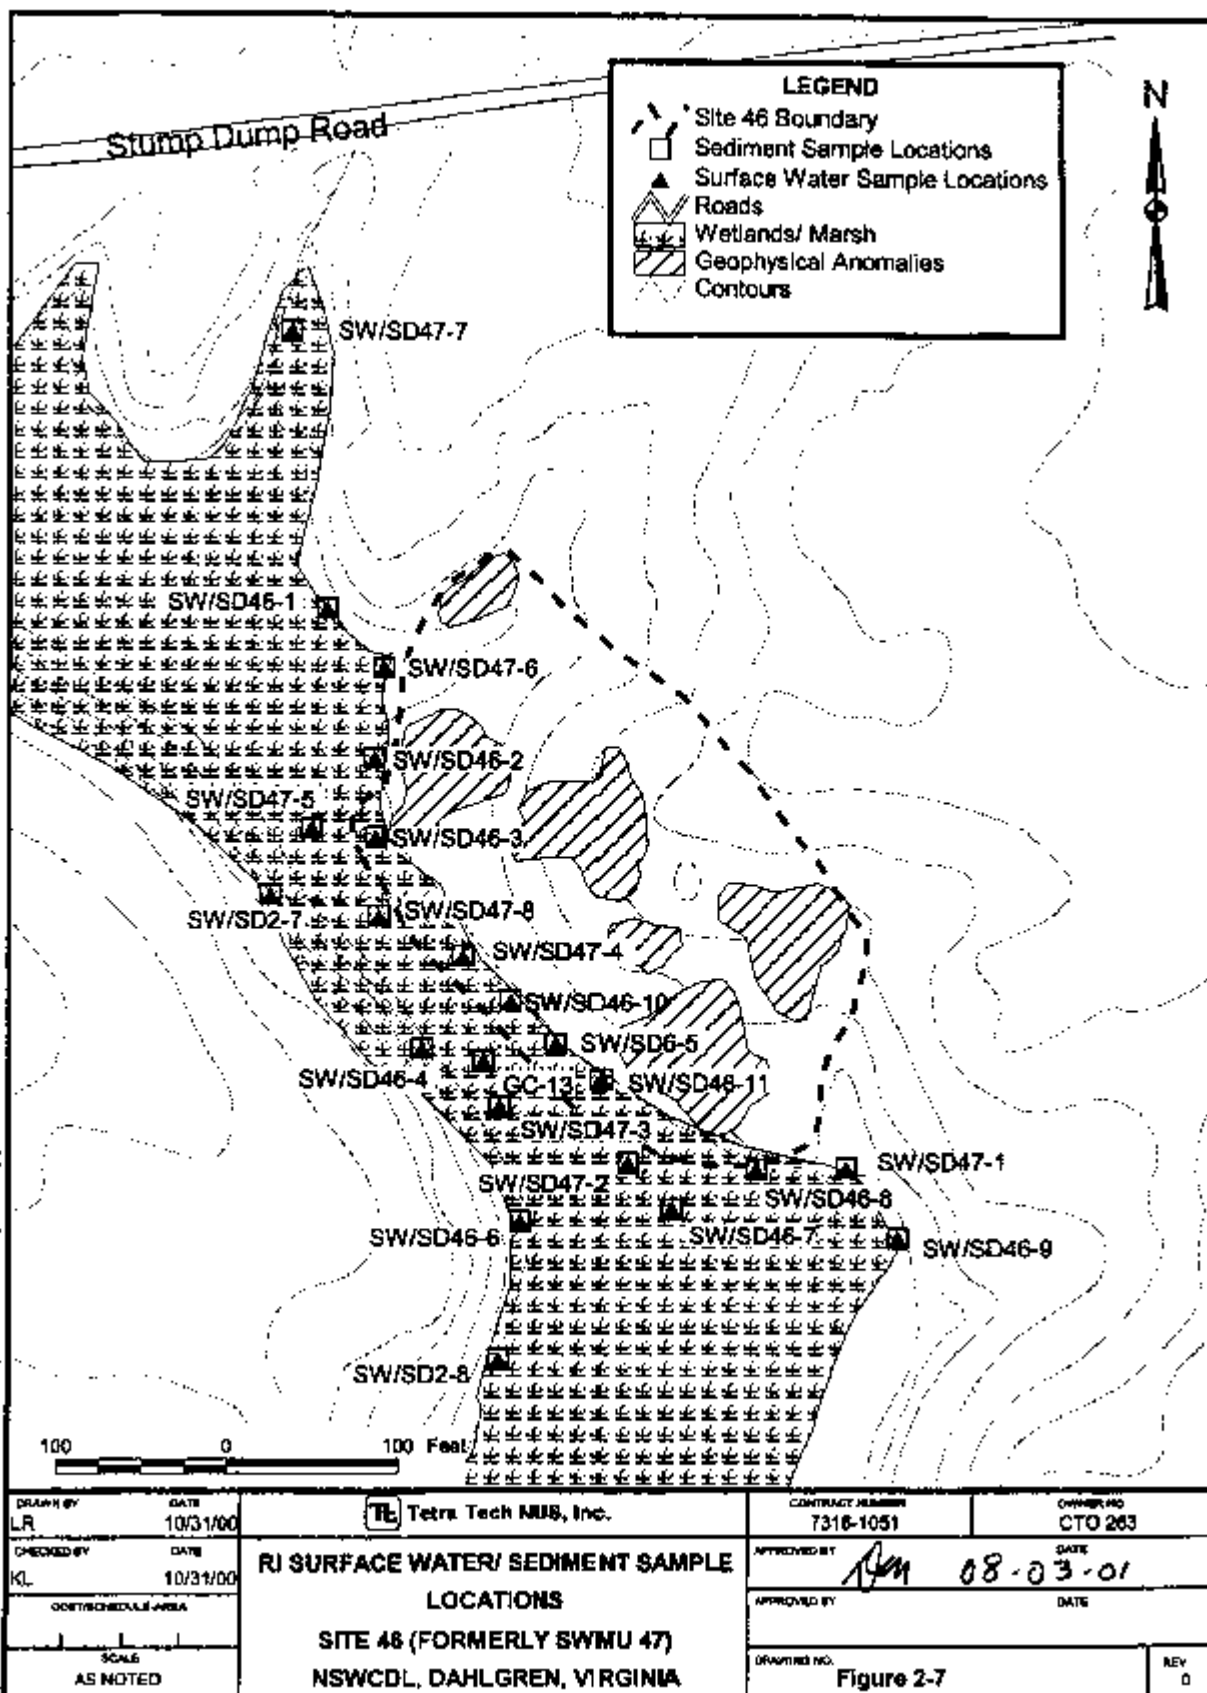 Stump Dump Road
LEGEND
Site 46 Boundary
Sediment Sample Locations
Surface Water Sample Locations
Roads
Wetlands/ Marsh
Geophysical Anomalies
Contours
N
SW/SD47-7
SW/SD46-1
SW/SD47-6
SW/SD46-2
SW/SD47-5
SW/SD46-3
SW/SD2-7
SW/SD47-8
SW/SD47-4
SW/SD46-10
SW/SD6-5
SW/SD46-4
GC-13
SW/SD46-11
SW/SD47-3
SW/SD47-1
SW/SD47-2
SW/SD46-8
SW/SD46-6
SW/SD46-7
SW/SD46-9
SW/SD2-8
100 0 100 Feet
DRAWN BY DATE
LR 10/31/00
CHECKED BY DATE
KL 10/31/00
COST/SCHEDULE-AREA
SCALE
AS NOTED
Tt Tetra Tech NUS, Inc.
RI SURFACE WATER/ SEDIMENT SAMPLE
LOCATIONS
SITE 46 (FORMERLY SWMU 47)
NSWCDL, DAHLGREN, VIRGINIA
CONTRACT NUMBER
7316-1051
OWNER NO
CTO 263
APPROVED BY DATE
08-03-01
APPROVED BY DATE
DRAWING NO.
Figure 2-7
REV
0